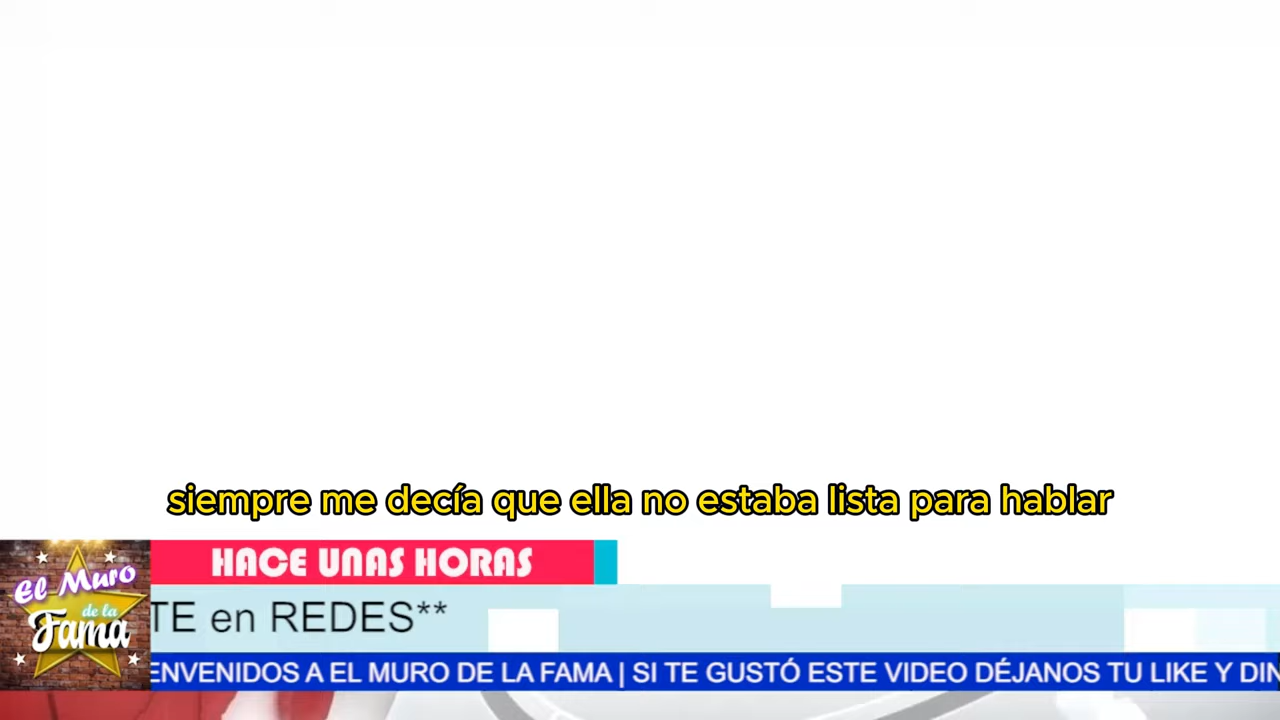 siempre me decía que ella no estaba lista para hablar
HACE UNAS HORAS
El Muro
de la
Fama
TE en REDES**
ENVENIDOS A EL MURO DE LA FAMA | SI TE GUSTÓ ESTE VIDEO DÉJANOS TU LIKE Y DIN